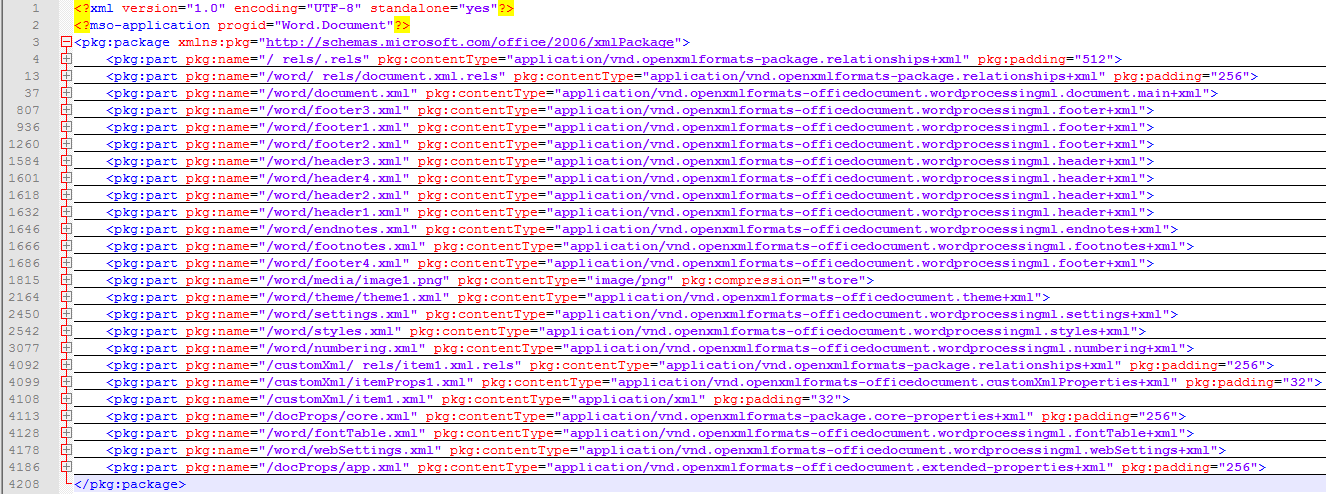 1 <?xml version="1.0" encoding="UTF-8" standalone="yes"?>
2 <?mso-application progid="Word.Document"?>
3 <pkg:package xmlns:pkg="http://schemas.microsoft.com/office/2006/xmlPackage">
4 <pkg:part pkg:name="/_rels/.rels" pkg:contentType="application/vnd.openxmlformats-package.relationships+xml" pkg:padding="512">
13 <pkg:part pkg:name="/word/_rels/document.xml.rels" pkg:contentType="application/vnd.openxmlformats-package.relationships+xml" pkg:padding="256">
37 <pkg:part pkg:name="/word/document.xml" pkg:contentType="application/vnd.openxmlformats-officedocument.wordprocessingml.document.main+xml">
807 <pkg:part pkg:name="/word/footer3.xml" pkg:contentType="application/vnd.openxmlformats-officedocument.wordprocessingml.footer+xml">
936 <pkg:part pkg:name="/word/footer1.xml" pkg:contentType="application/vnd.openxmlformats-officedocument.wordprocessingml.footer+xml">
1260 <pkg:part pkg:name="/word/footer2.xml" pkg:contentType="application/vnd.openxmlformats-officedocument.wordprocessingml.footer+xml">
1584 <pkg:part pkg:name="/word/header3.xml" pkg:contentType="application/vnd.openxmlformats-officedocument.wordprocessingml.header+xml">
1601 <pkg:part pkg:name="/word/header4.xml" pkg:contentType="application/vnd.openxmlformats-officedocument.wordprocessingml.header+xml">
1618 <pkg:part pkg:name="/word/header2.xml" pkg:contentType="application/vnd.openxmlformats-officedocument.wordprocessingml.header+xml">
1632 <pkg:part pkg:name="/word/header1.xml" pkg:contentType="application/vnd.openxmlformats-officedocument.wordprocessingml.header+xml">
1646 <pkg:part pkg:name="/word/endnotes.xml" pkg:contentType="application/vnd.openxmlformats-officedocument.wordprocessingml.endnotes+xml">
1666 <pkg:part pkg:name="/word/footnotes.xml" pkg:contentType="application/vnd.openxmlformats-officedocument.wordprocessingml.footnotes+xml">
1686 <pkg:part pkg:name="/word/footer4.xml" pkg:contentType="application/vnd.openxmlformats-officedocument.wordprocessingml.footer+xml">
1815 <pkg:part pkg:name="/word/media/image1.png" pkg:contentType="image/png" pkg:compression="store">
2164 <pkg:part pkg:name="/word/theme/theme1.xml" pkg:contentType="application/vnd.openxmlformats-officedocument.theme+xml">
2450 <pkg:part pkg:name="/word/settings.xml" pkg:contentType="application/vnd.openxmlformats-officedocument.wordprocessingml.settings+xml">
2542 <pkg:part pkg:name="/word/styles.xml" pkg:contentType="application/vnd.openxmlformats-officedocument.wordprocessingml.styles+xml">
3077 <pkg:part pkg:name="/word/numbering.xml" pkg:contentType="application/vnd.openxmlformats-officedocument.wordprocessingml.numbering+xml">
4092 <pkg:part pkg:name="/customXml/_rels/item1.xml.rels" pkg:contentType="application/vnd.openxmlformats-package.relationships+xml" pkg:padding="256">
4099 <pkg:part pkg:name="/customXml/itemProps1.xml" pkg:contentType="application/vnd.openxmlformats-officedocument.customXmlProperties+xml" pkg:padding="32">
4108 <pkg:part pkg:name="/customXml/item1.xml" pkg:contentType="application/xml" pkg:padding="32">
4113 <pkg:part pkg:name="/docProps/core.xml" pkg:contentType="application/vnd.openxmlformats-package.core-properties+xml" pkg:padding="256">
4128 <pkg:part pkg:name="/word/fontTable.xml" pkg:contentType="application/vnd.openxmlformats-officedocument.wordprocessingml.fontTable+xml">
4178 <pkg:part pkg:name="/word/webSettings.xml" pkg:contentType="application/vnd.openxmlformats-officedocument.wordprocessingml.webSettings+xml">
4186 <pkg:part pkg:name="/docProps/app.xml" pkg:contentType="application/vnd.openxmlformats-officedocument.extended-properties+xml" pkg:padding="256">
4208 </pkg:package>